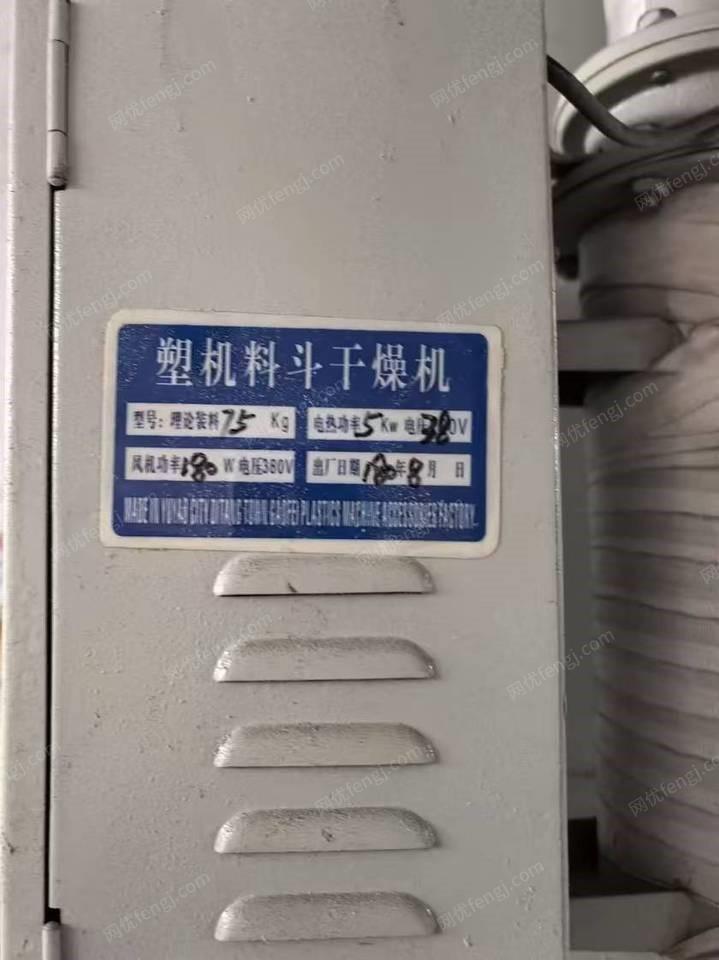 塑机料斗干燥机
型号：理论装料75 Kg 电热功率5Kw 电压380V
风机功率180W 电压380V 出厂日期 年8月 日
MADE IN YUYAO CITY DITANG TOWN GAOFEI PLASTICS MACHINE ACCESSORIES FACTORY
网优fengj.com